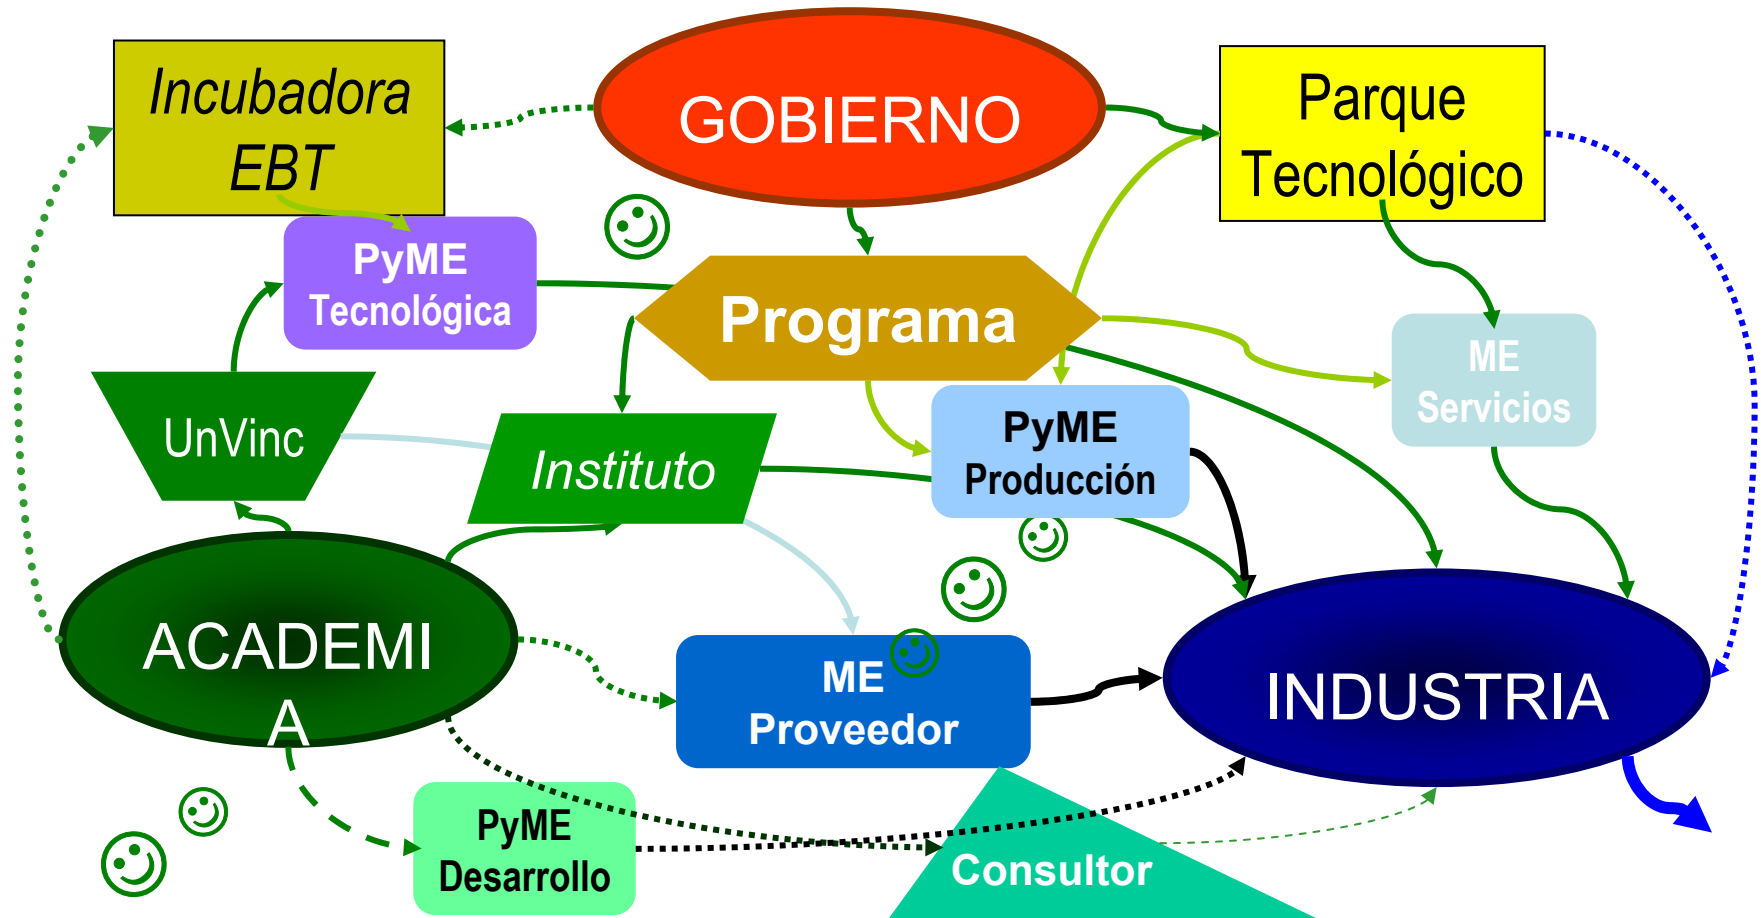 Incubadora
EBT
GOBIERNO
Parque
Tecnológico
PyME
Tecnológica
Programa
ME
Servicios
UnVinc
Instituto
PyME
Producción
ACADEMI
A
ME
Proveedor
INDUSTRIA
PyME
Desarrollo
Consultor